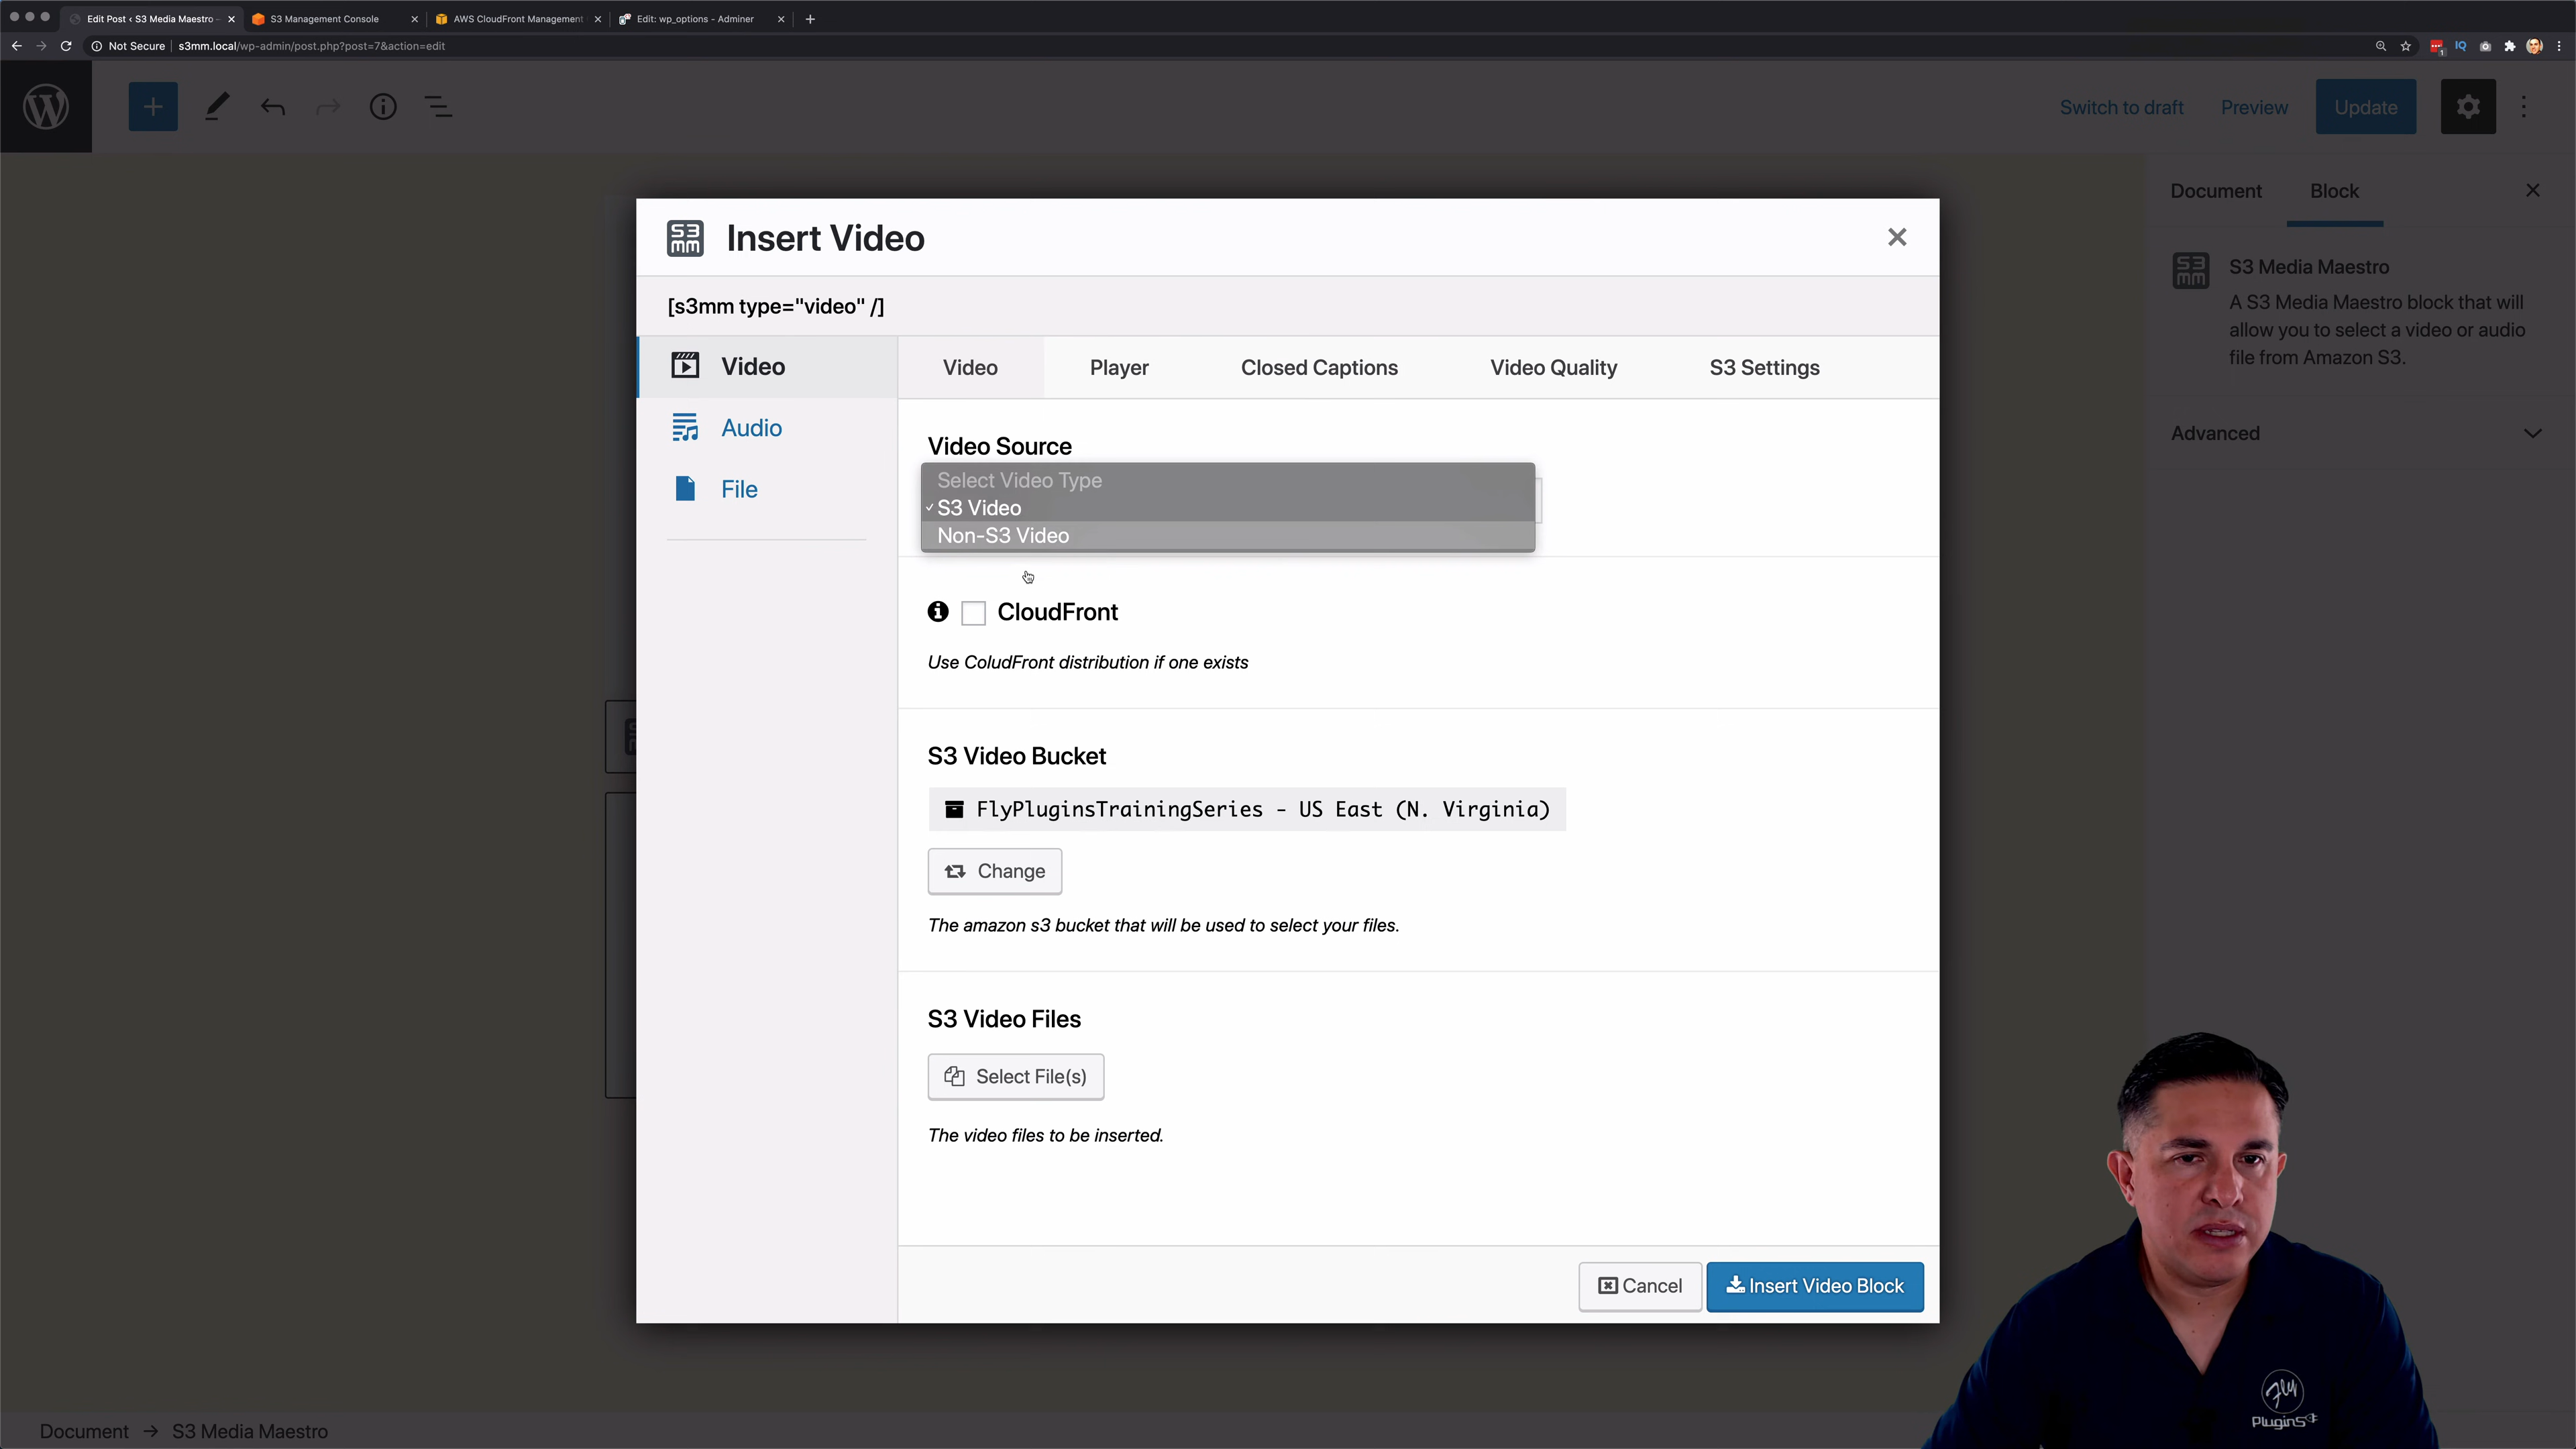 Edit Post ‹ S3 Media Maestro –
S3 Management Console
AWS CloudFront Management
Edit: wp_options - Adminer
Not Secure
s3mm.local/wp-admin/post.php?post=7&action=edit
1
IQ
Switch to draft
Preview
Update
Document
Block
S3 Media Maestro
A S3 Media Maestro block that will
allow you to select a video or audio
file from Amazon S3.
Advanced
S3
mm
Insert Video
[s3mm type="video" /]
Video
Audio
File
Video
Player
Closed Captions
Video Quality
S3 Settings
Video Source
Select Video Type
✓ S3 Video
Non-S3 Video
CloudFront
Use ColudFront distribution if one exists
S3 Video Bucket
FlyPluginsTrainingSeries - US East (N. Virginia)
Change
The amazon s3 bucket that will be used to select your files.
S3 Video Files
Select File(s)
The video files to be inserted.
Cancel
Insert Video Block
Fly
PluginS
Document → S3 Media Maestro